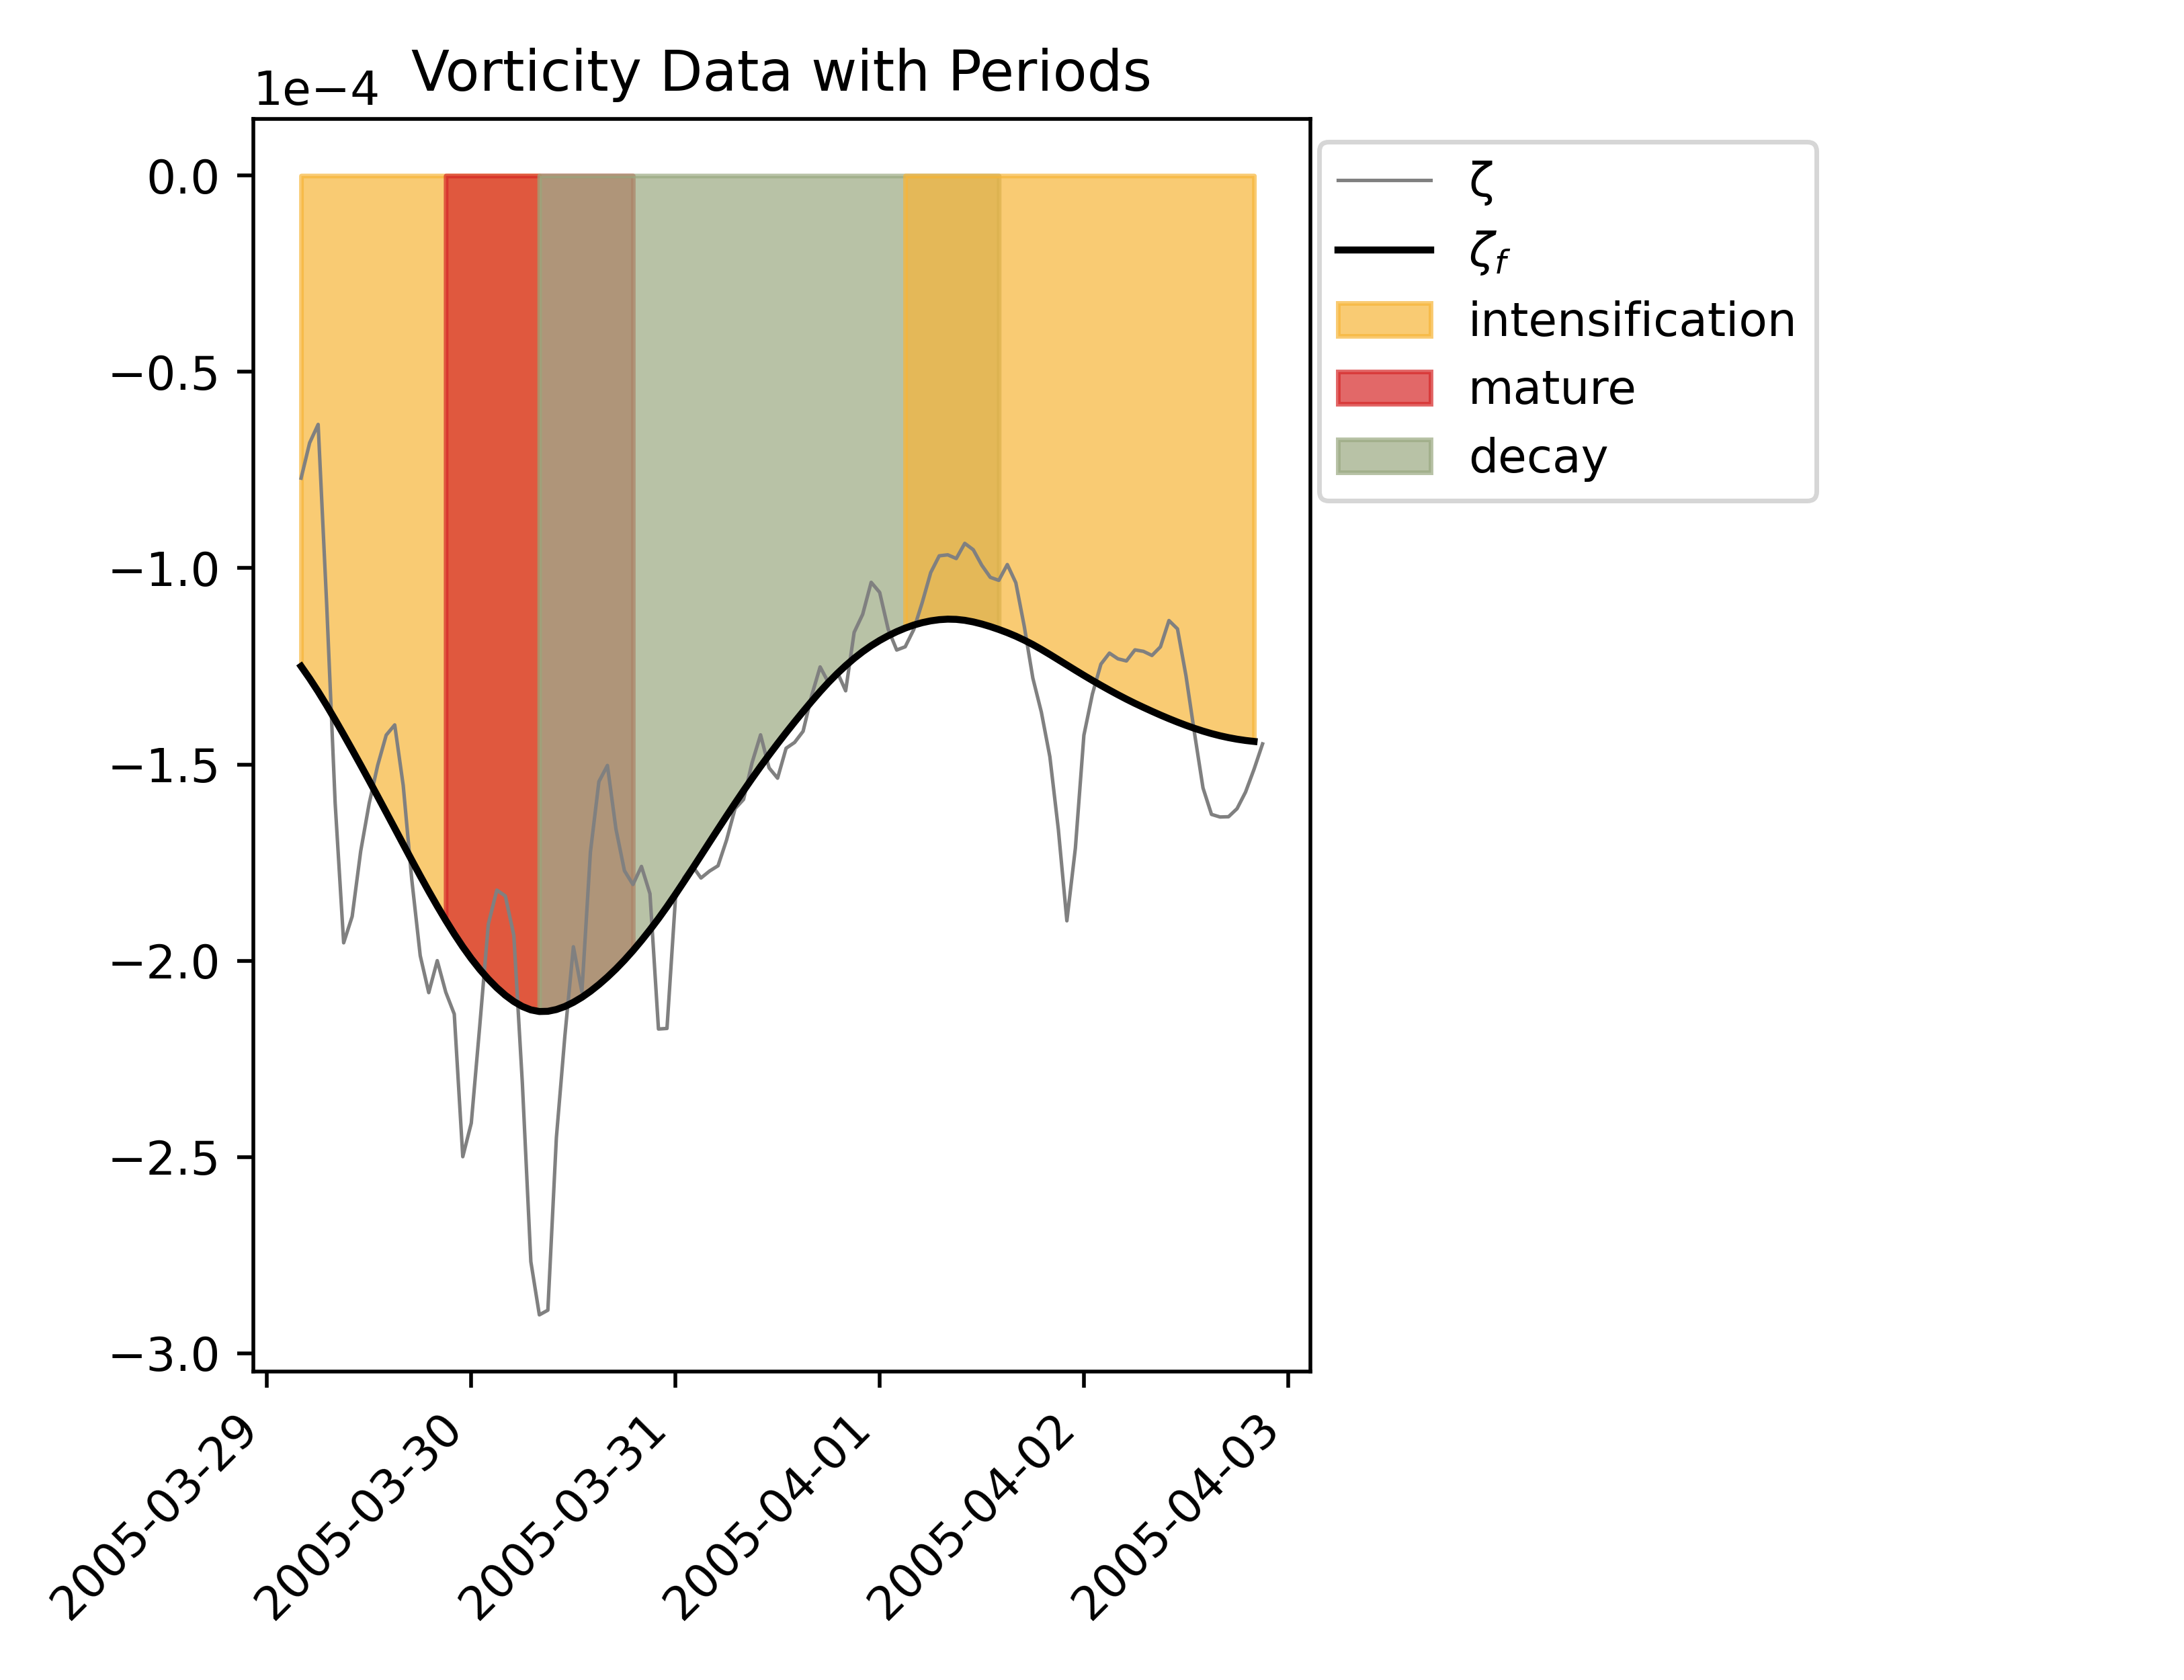 Vorticity Data with Periods
1e−4
0.0
−0.5
−1.0
−1.5
−2.0
−2.5
−3.0
2005-03-29
2005-03-30
2005-03-31
2005-04-01
2005-04-02
2005-04-03
ζ
ζf
intensification
mature
decay